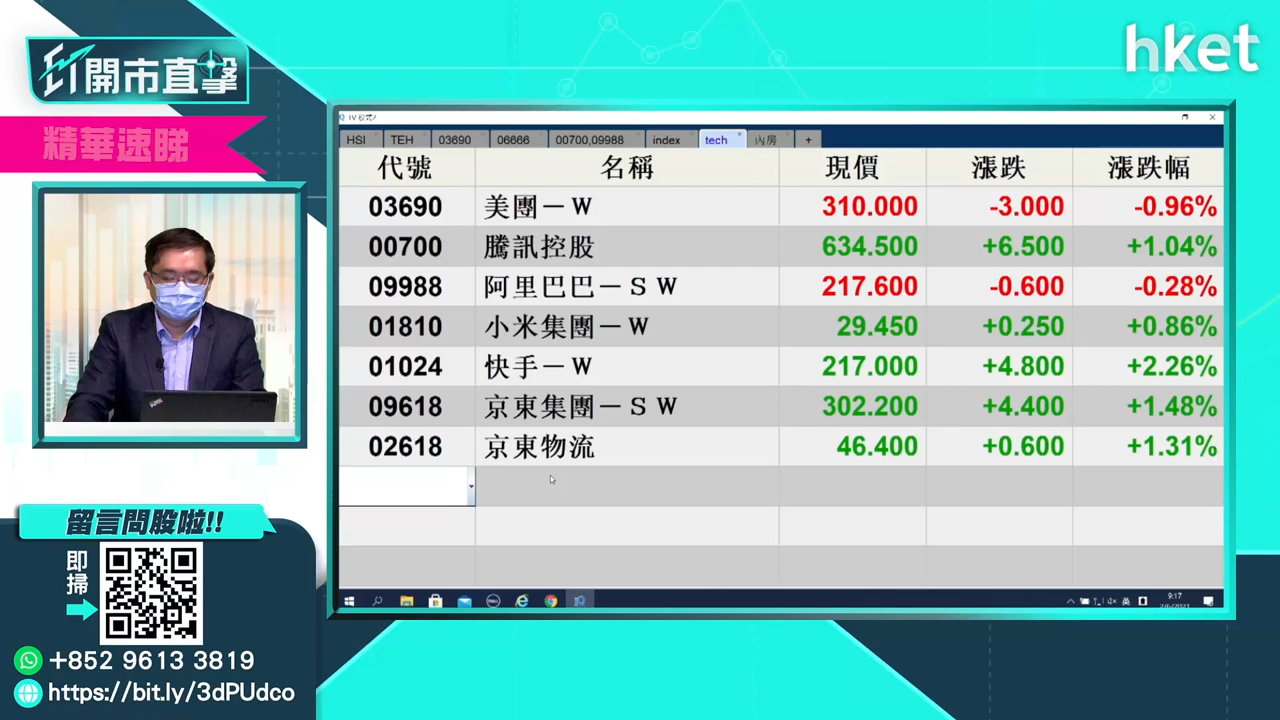 ET開市直擊
hket
精華速睇
HSI TEH 03690 06666 00700,09988 index tech 內房 +
代號 名稱 現價 漲跌 漲跌幅
03690 美團－W 310.000 -3.000 -0.96%
00700 騰訊控股 634.500 +6.500 +1.04%
09988 阿里巴巴－ＳＷ 217.600 -0.600 -0.28%
01810 小米集團－W 29.450 +0.250 +0.86%
01024 快手－W 217.000 +4.800 +2.26%
09618 京東集團－ＳＷ 302.200 +4.400 +1.48%
02618 京東物流 46.400 +0.600 +1.31%
英 9:17
留言問股啦!!
即掃
+852 9613 3819
https://bit.ly/3dPUdco